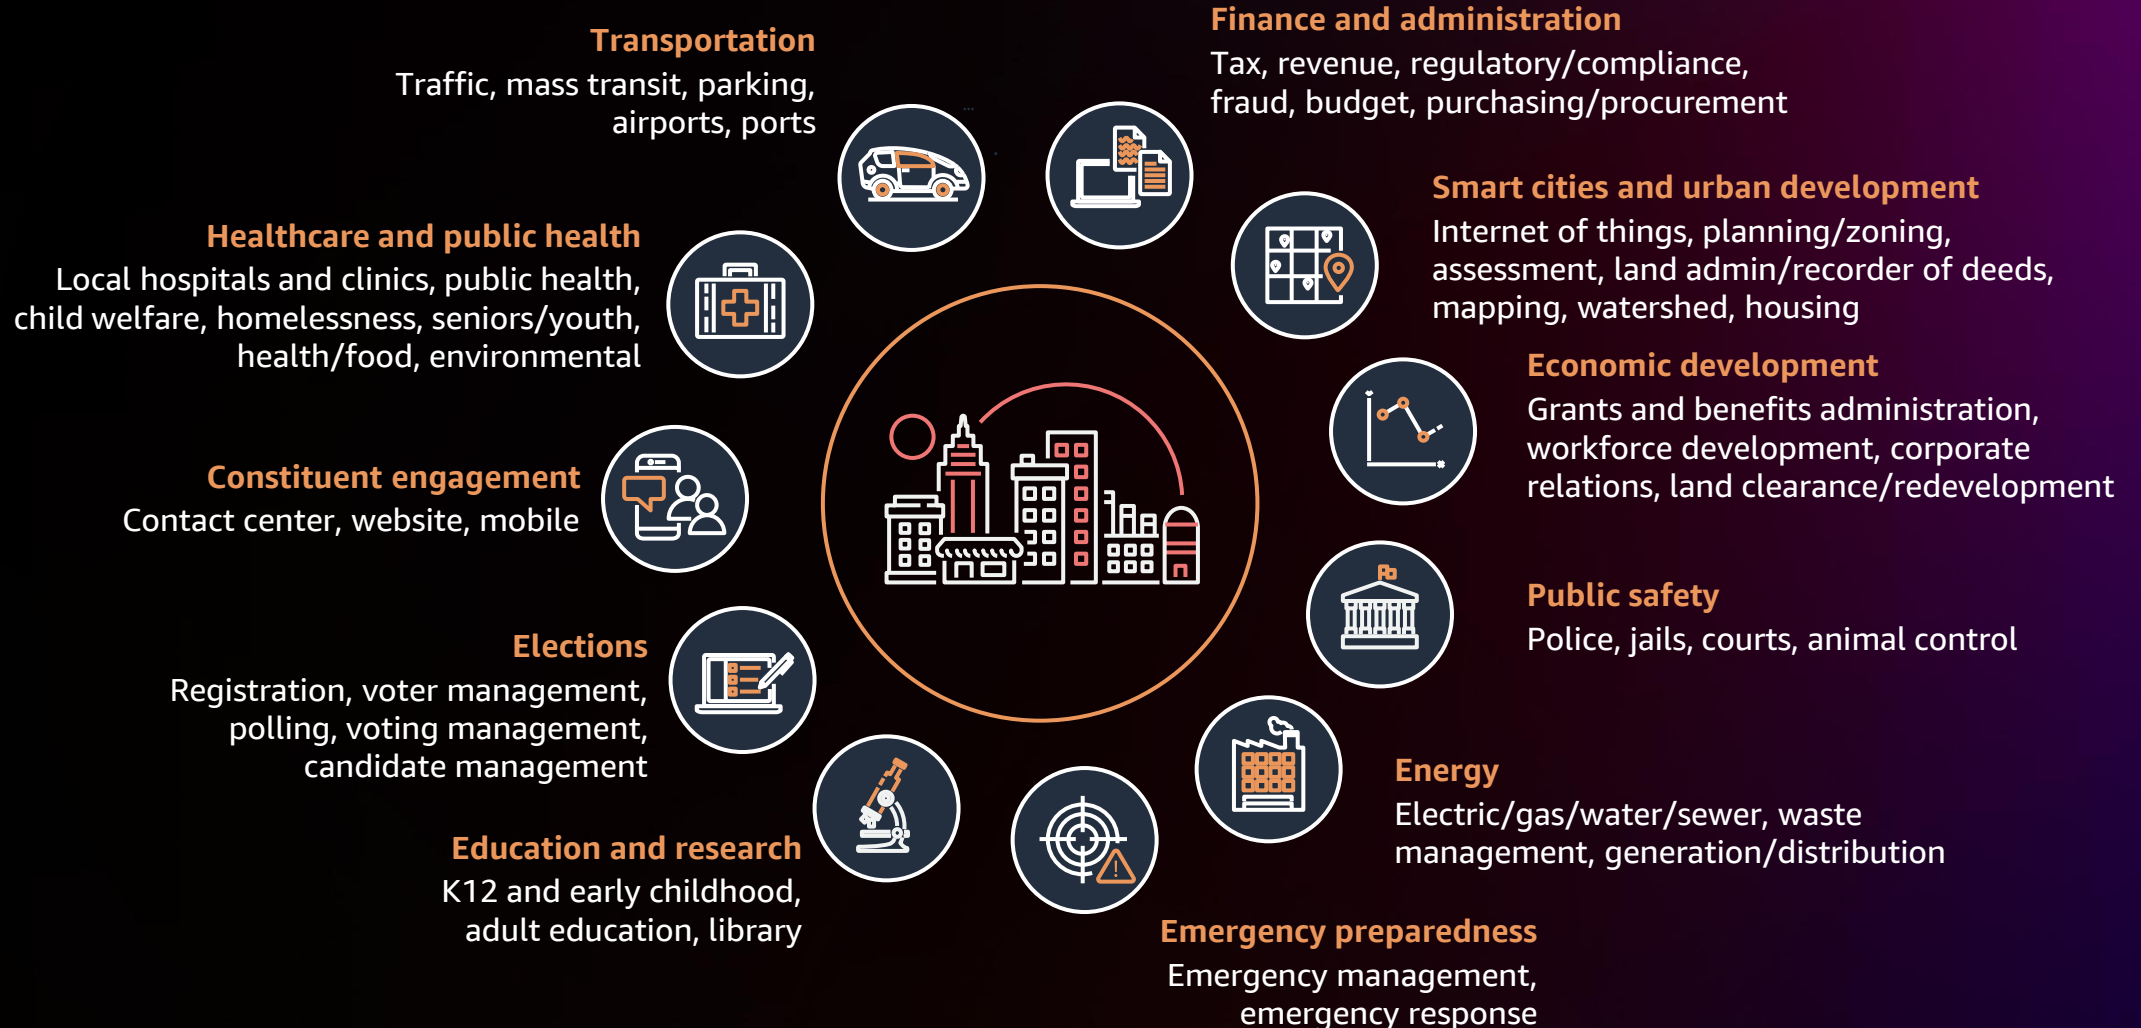 Transportation
Traffic, mass transit, parking,
airports, ports
Finance and administration
Tax, revenue, regulatory/compliance,
fraud, budget, purchasing/procurement
Smart cities and urban development
Internet of things, planning/zoning,
assessment, land admin/recorder of deeds,
mapping, watershed, housing
Healthcare and public health
Local hospitals and clinics, public health,
child welfare, homelessness, seniors/youth,
health/food, environmental
Economic development
Grants and benefits administration,
workforce development, corporate
relations, land clearance/redevelopment
Constituent engagement
Contact center, website, mobile
Public safety
Police, jails, courts, animal control
Elections
Registration, voter management,
polling, voting management,
candidate management
Energy
Electric/gas/water/sewer, waste
management, generation/distribution
Education and research
K12 and early childhood,
adult education, library
Emergency preparedness
Emergency management,
emergency response